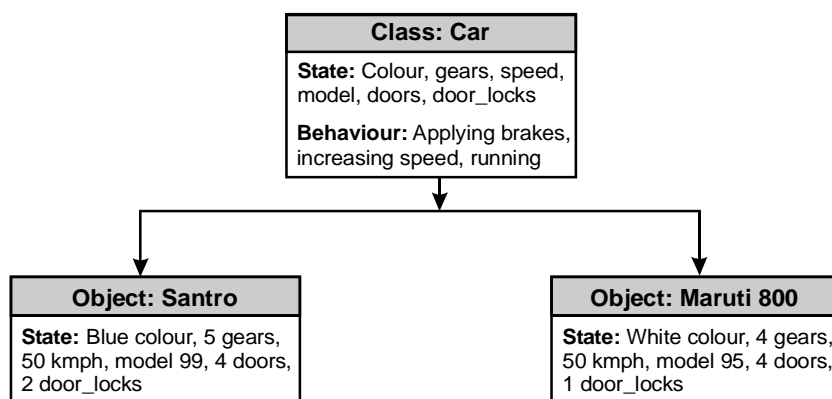 Class: Car
State: Colour, gears, speed,
model, doors, door_locks
Behaviour: Applying brakes,
increasing speed, running
Object: Santro
State: Blue colour, 5 gears,
50 kmph, model 99, 4 doors,
2 door_locks
Object: Maruti 800
State: White colour, 4 gears,
50 kmph, model 95, 4 doors,
1 door_locks